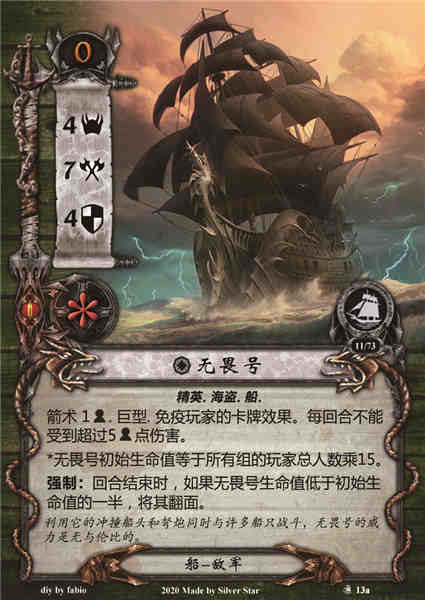 0
4
7
4
11/73
无畏号
精英. 海盗. 船.
箭术 1. 巨型. 免疫玩家的卡牌效果。每回合不能
受到超过5点伤害。
*无畏号初始生命值等于所有组的玩家总人数乘15。
强制：回合结束时，如果无畏号生命值低于初始生
命值的一半，将其翻面。
利用它的冲撞船头和弩炮同时与许多船只战斗，无畏号的威
力是无与伦比的。
船-敌军
diy by fabio 2020 Made by Silver Star 13a